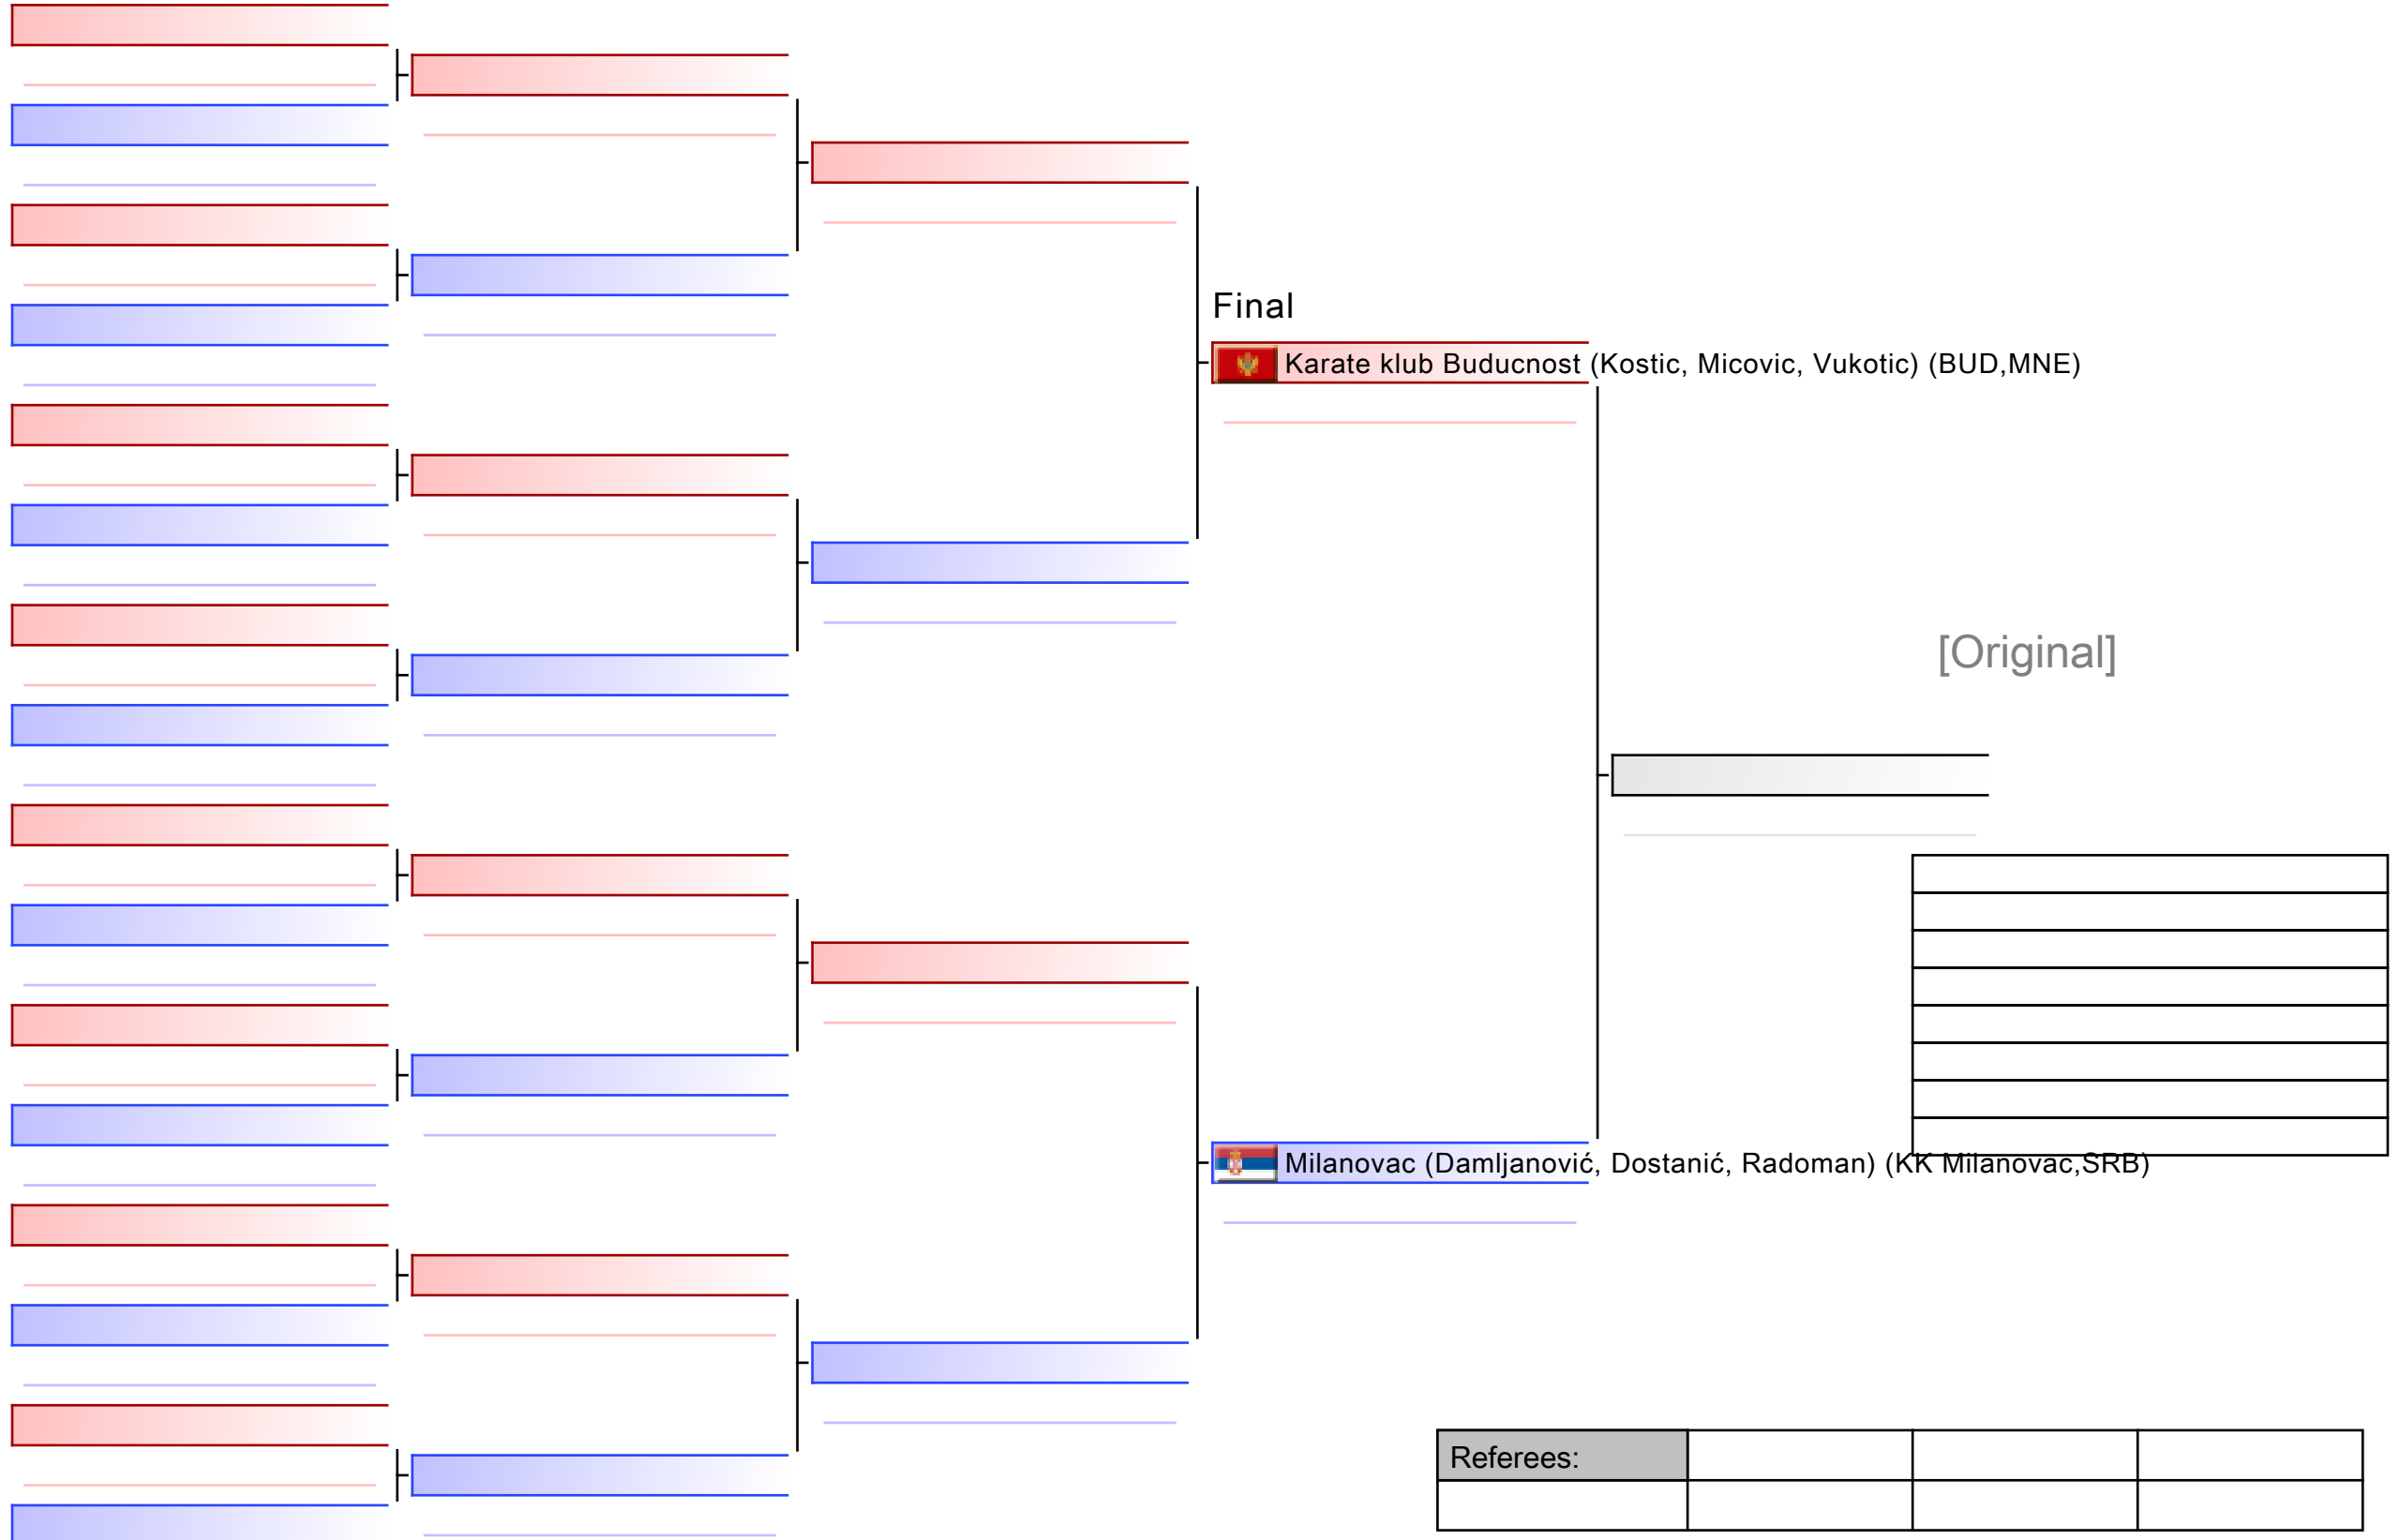 Final
Karate klub Buducnost (Kostic, Micovic, Vukotic) (BUD,MNE)
[Original]
Milanovac (Damljanović, Dostanić, Radoman) (KK Milanovac,SRB)
Referees: